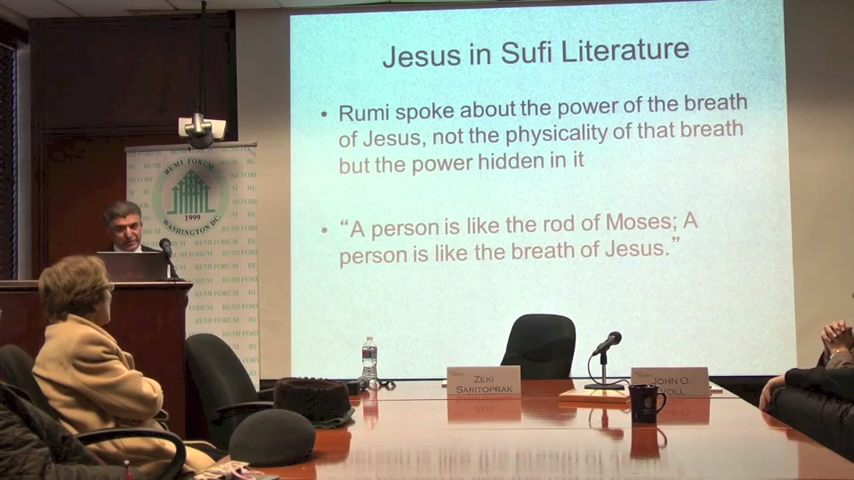 Jesus in Sufi Literature
• Rumi spoke about the power of the breath
of Jesus, not the physicality of that breath
but the power hidden in it
• “A person is like the rod of Moses; A
person is like the breath of Jesus.”
RUMI FORUM
1999
WASHINGTON DC.
ZEKI
SARITOPRAK
JOHN O.
VOLL